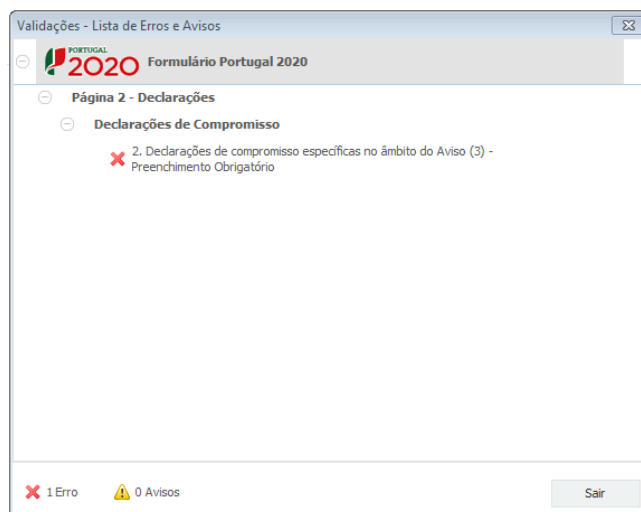 Validações - Lista de Erros e Avisos
PORTUGAL
2020
Formulário Portugal 2020
Página 2 - Declarações
Declarações de Compromisso
2. Declarações de compromisso específicas no âmbito do Aviso (3) -
Preenchimento Obrigatório
1 Erro
0 Avisos
Sair